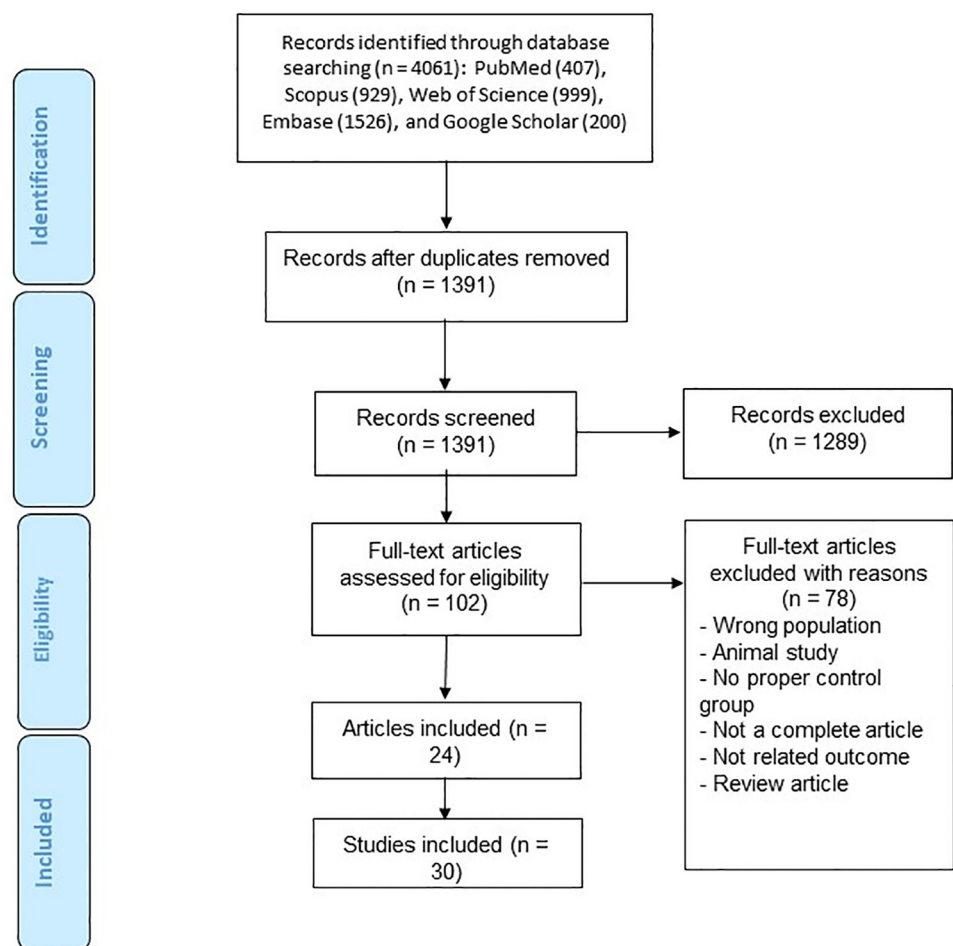 Records identified through database
searching (n = 4061): PubMed (407),
Scopus (929), Web of Science (999),
Embase (1526), and Google Scholar (200)
Identification
Records after duplicates removed
(n = 1391)
Screening
Records screened
(n = 1391)
Records excluded
(n = 1289)
Eligibility
Full-text articles
assessed for eligibility
(n = 102)
Full-text articles
excluded with reasons
(n = 78)
- Wrong population
- Animal study
- No proper control
group
- Not a complete article
- Not related outcome
- Review article
Articles included (n =
24)
Included
Studies included (n =
30)